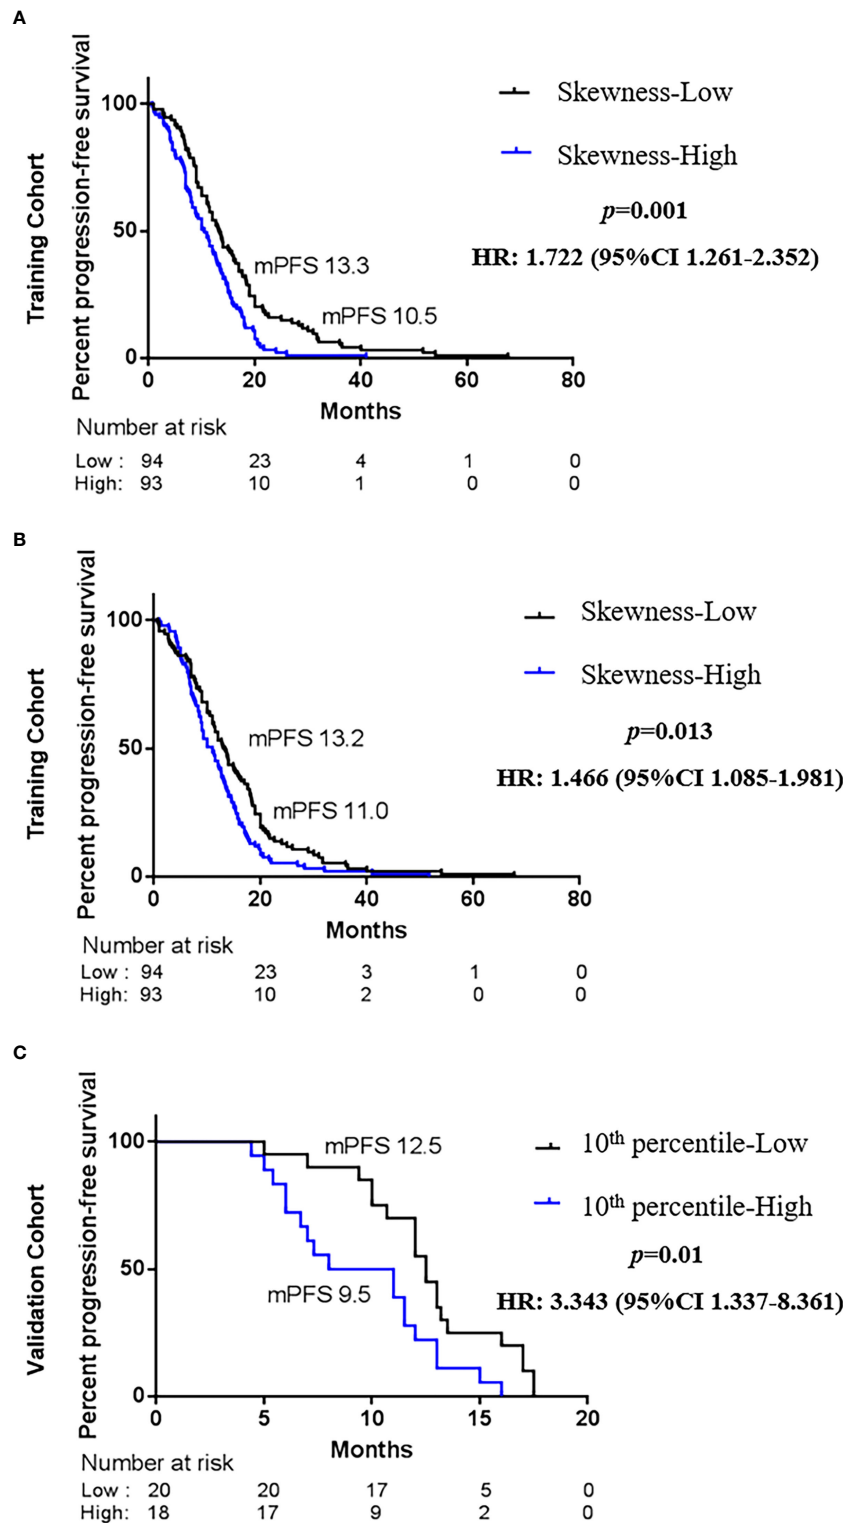 A
Training Cohort
Percent progression-free survival
100
50
0
0 20 40 60 80
Months
Skewness-Low
Skewness-High
p=0.001
HR: 1.722 (95%CI 1.261-2.352)
mPFS 13.3
mPFS 10.5
Number at risk
Low : 94 23 4 1 0
High: 93 10 1 0 0
B
Training Cohort
Percent progression-free survival
100
50
0
0 20 40 60 80
Months
Skewness-Low
Skewness-High
p=0.013
HR: 1.466 (95%CI 1.085-1.981)
mPFS 13.2
mPFS 11.0
Number at risk
Low : 94 23 3 1 0
High: 93 10 2 0 0
C
Validation Cohort
Percent progression-free survival
100
50
0
0 5 10 15 20
Months
mPFS 12.5
10th percentile-Low
10th percentile-High
p=0.01
HR: 3.343 (95%CI 1.337-8.361)
mPFS 9.5
Number at risk
Low : 20 20 17 5 0
High: 18 17 9 2 0